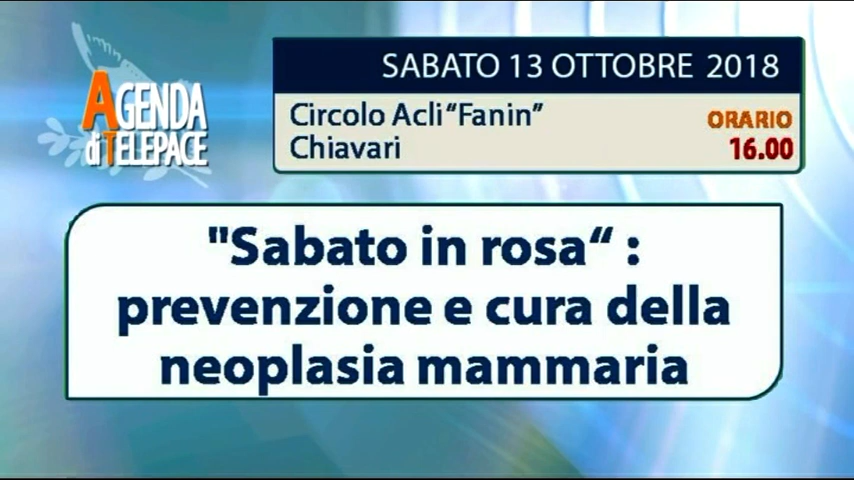 AGENDA
di TELEPACE
SABATO 13 OTTOBRE 2018
Circolo Acli “Fanin”
Chiavari
ORARIO
16.00
"Sabato in rosa“ :
prevenzione e cura della
neoplasia mammaria